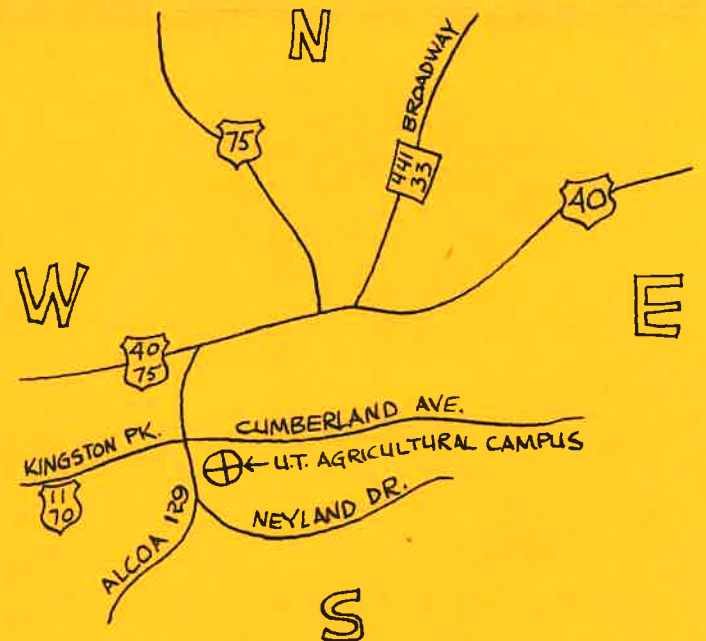 N
BROADWAY
75
441
33
40
W
E
40
75
CUMBERLAND AVE.
KINGSTON PK.
U.T. AGRICULTURAL CAMPUS
11
70
ALCOA 129
NEYLAND DR.
S